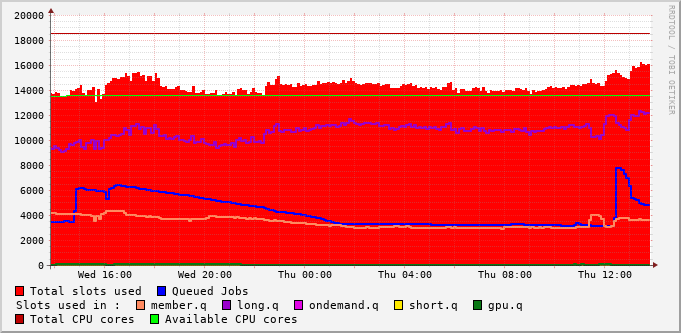 20000
18000
16000
14000
12000
10000
8000
6000
4000
2000
0
Wed 16:00 Wed 20:00 Thu 00:00 Thu 04:00 Thu 08:00 Thu 12:00
Total slots used Queued Jobs
Slots used in : member.q long.q ondemand.q short.q gpu.q
Total CPU cores Available CPU cores
RRDTOOL / TOBI OETIKER